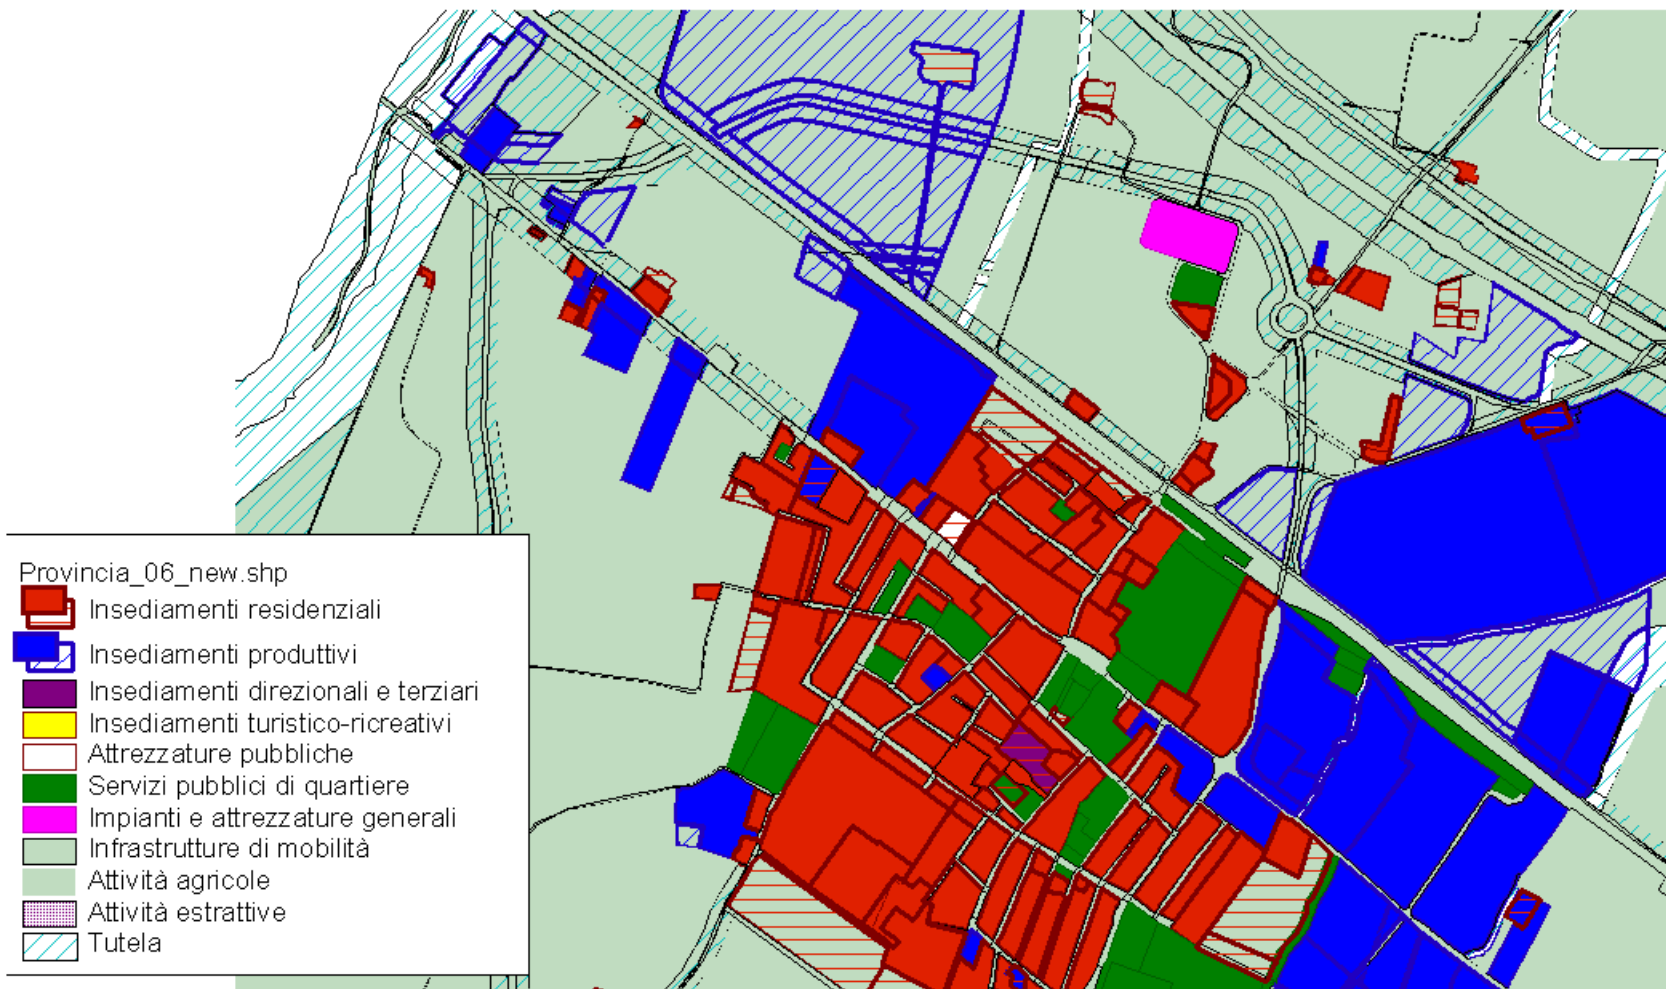 Provincia_06_new.shp
Insediamenti residenziali
Insediamenti produttivi
Insediamenti direzionali e terziari
Insediamenti turistico-ricreativi
Attrezzature pubbliche
Servizi pubblici di quartiere
Impianti e attrezzature generali
Infrastrutture di mobilità
Attività agricole
Attività estrattive
Tutela